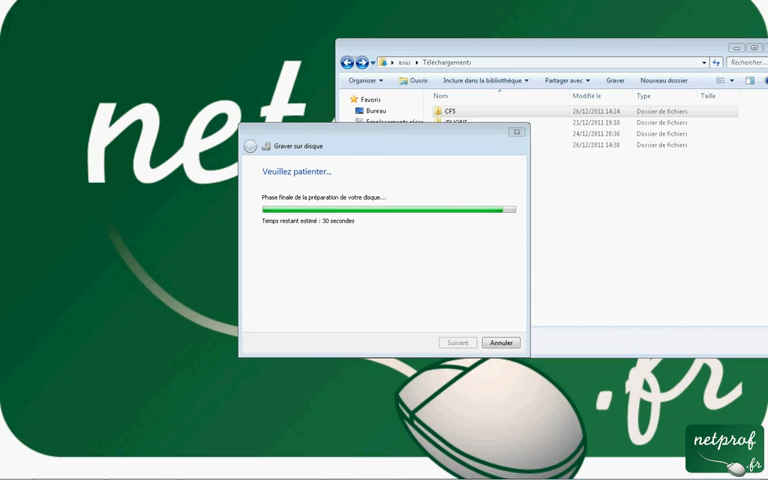 net
asus ▸ Téléchargements
Rechercher...
Organiser
Ouvrir
Inclure dans la bibliothèque
Partager avec
Graver
Nouveau dossier
Favoris
Bureau
Nom
Modifié le
Type
Taille
CF5
26/12/2011 14:24
Dossier de fichiers
21/12/2011 19:10
Dossier de fichiers
24/12/2011 20:36
Dossier de fichiers
26/12/2011 14:30
Dossier de fichiers
Graver sur disque
Veuillez patienter...
Phase finale de la préparation de votre disque...
Temps restant estimé : 30 secondes
Suivant
Annuler
.fr
netprof
.fr